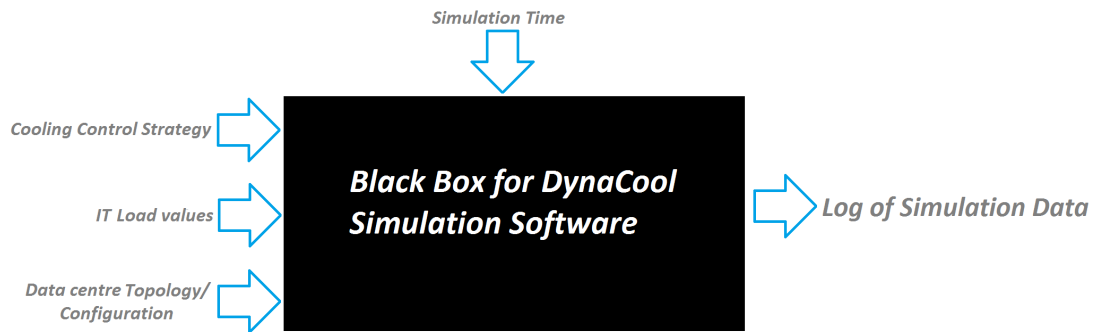 Simulation Time
Cooling Control Strategy
IT Load values
Data centre Topology/
Configuration
Black Box for DynaCool
Simulation Software
Log of Simulation Data